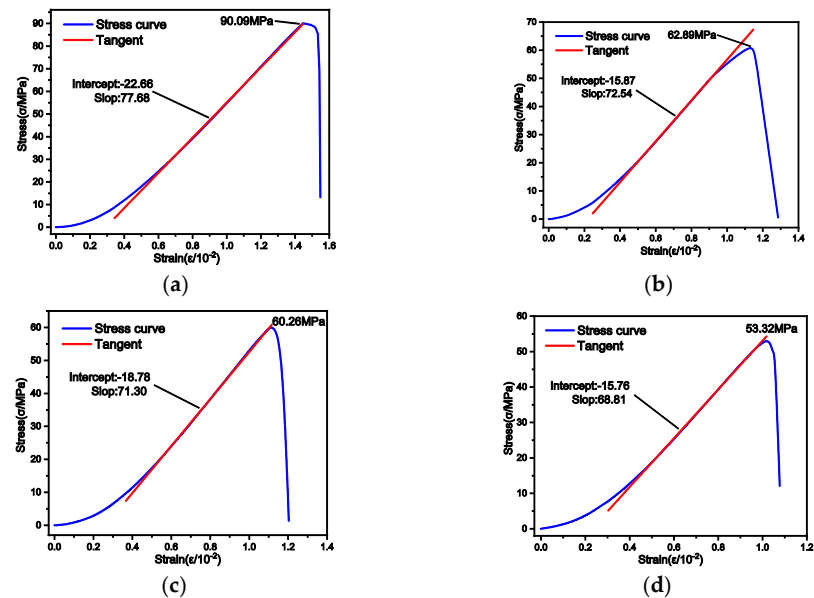 90.09MPa
Stress curve
Tangent
Intercept:-22.66
Slop:77.68
Stress(σ/MPa)
90
80
70
60
50
40
30
20
10
0
0.0 0.2 0.4 0.6 0.8 1.0 1.2 1.4 1.6
Strain(ε/10⁻²)
(a)
62.89MPa
Stress curve
Tangent
Intercept:-15.87
Slop:72.54
Stress(σ/MPa)
70
60
50
40
30
20
10
0
0.0 0.2 0.4 0.6 0.8 1.0 1.2 1.4
Strain(ε/10⁻²)
(b)
60.26MPa
Stress curve
Tangent
Intercept:-18.78
Slop:71.30
Stress(σ/MPa)
60
50
40
30
20
10
0
0.0 0.2 0.4 0.6 0.8 1.0 1.2 1.4
Strain(ε/10⁻²)
(c)
53.32MPa
Stress curve
Tangent
Intercept:-15.76
Slop:68.81
Stress(σ/MPa)
60
50
40
30
20
10
0
0.0 0.2 0.4 0.6 0.8 1.0 1.2
Strain(ε/10⁻²)
(d)